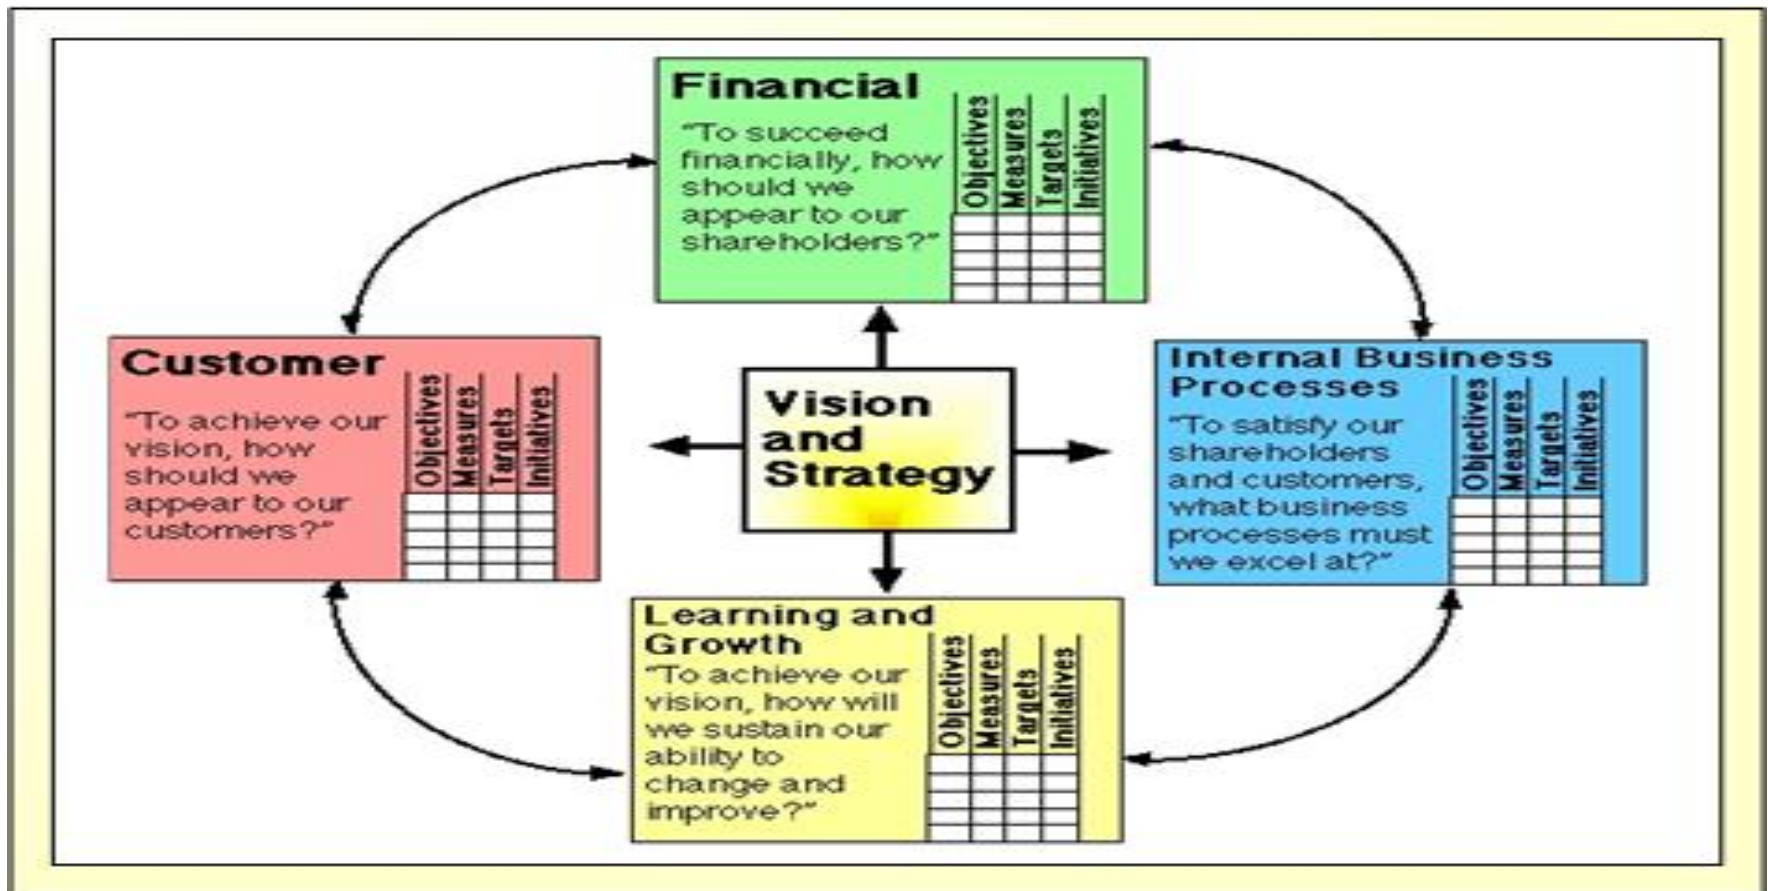 Financial
“To succeed
financially, how
should we
appear to our
shareholders?”
Objectives
Measures
Targets
Initiatives
Customer
“To achieve our
vision, how
should we
appear to our
customers?”
Objectives
Measures
Targets
Initiatives
Vision
and
Strategy
Internal Business
Processes
“To satisfy our
shareholders
and customers,
what business
processes must
we excel at?”
Objectives
Measures
Targets
Initiatives
Learning and
Growth
“To achieve our
vision, how will
we sustain our
ability to
change and
improve?”
Objectives
Measures
Targets
Initiatives